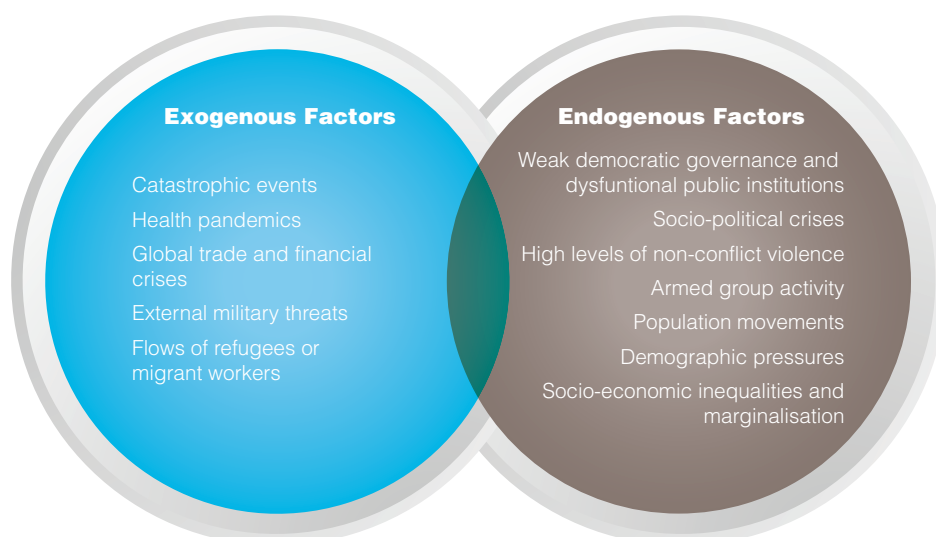 Exogenous Factors
Catastrophic events
Health pandemics
Global trade and financial
crises
External military threats
Flows of refugees or
migrant workers
Endogenous Factors
Weak democratic governance and
dysfuntional public institutions
Socio-political crises
High levels of non-conflict violence
Armed group activity
Population movements
Demographic pressures
Socio-economic inequalities and
marginalisation